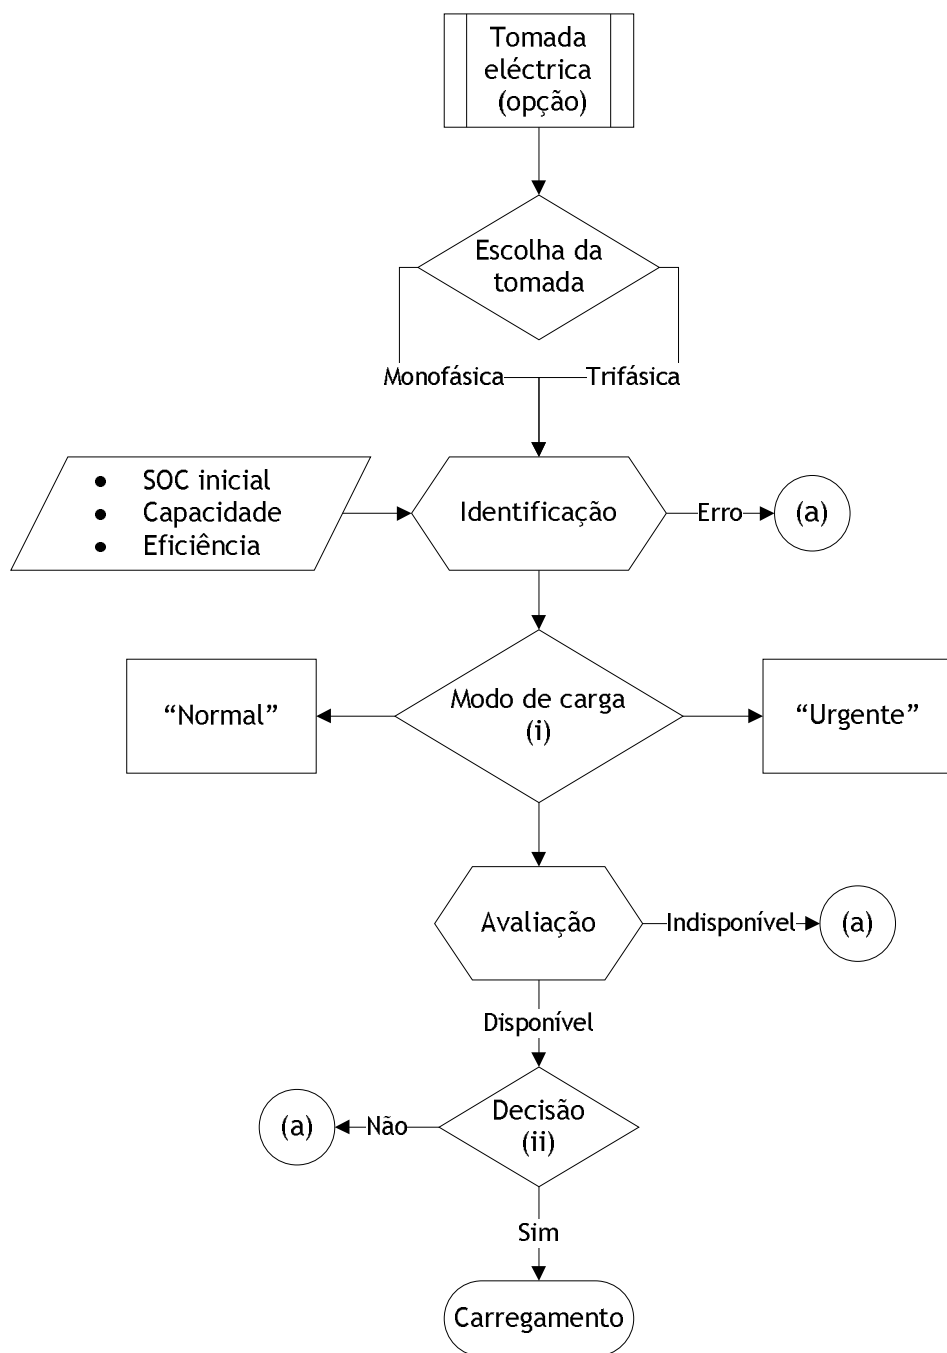 Tomada
eléctrica
(opção)
Escolha da
tomada
Monofásica
Trifásica
• SOC inicial
• Capacidade
• Eficiência
Identificação
Erro
(a)
“Normal”
Modo de carga
(i)
“Urgente”
Avaliação
Indisponível
(a)
Disponível
(a)
Não
Decisão
(ii)
Sim
Carregamento